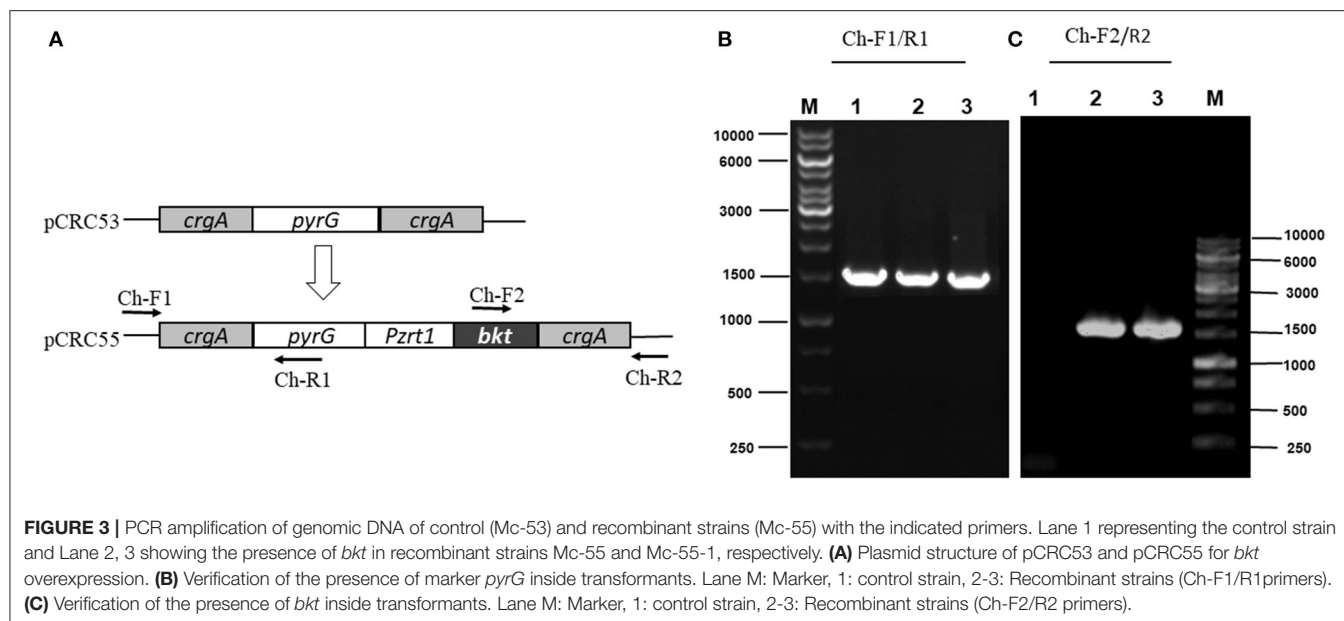 A
pCRC53
crgA pyrG crgA
Ch-F1
Ch-F2
pCRC55
crgA pyrG Pzrt1 bkt crgA
Ch-R1
Ch-R2
B
Ch-F1/R1
M 1 2 3
10000
6000
3000
1500
1000
500
250
C
Ch-F2/R2
1 2 3 M
10000
6000
3000
1500
1000
500
250
FIGURE 3 | PCR amplification of genomic DNA of control (Mc-53) and recombinant strains (Mc-55) with the indicated primers. Lane 1 representing the control strain
and Lane 2, 3 showing the presence of bkt in recombinant strains Mc-55 and Mc-55-1, respectively. (A) Plasmid structure of pCRC53 and pCRC55 for bkt
overexpression. (B) Verification of the presence of marker pyrG inside transformants. Lane M: Marker, 1: control strain, 2-3: Recombinant strains (Ch-F1/R1primers).
(C) Verification of the presence of bkt inside transformants. Lane M: Marker, 1: control strain, 2-3: Recombinant strains (Ch-F2/R2 primers).